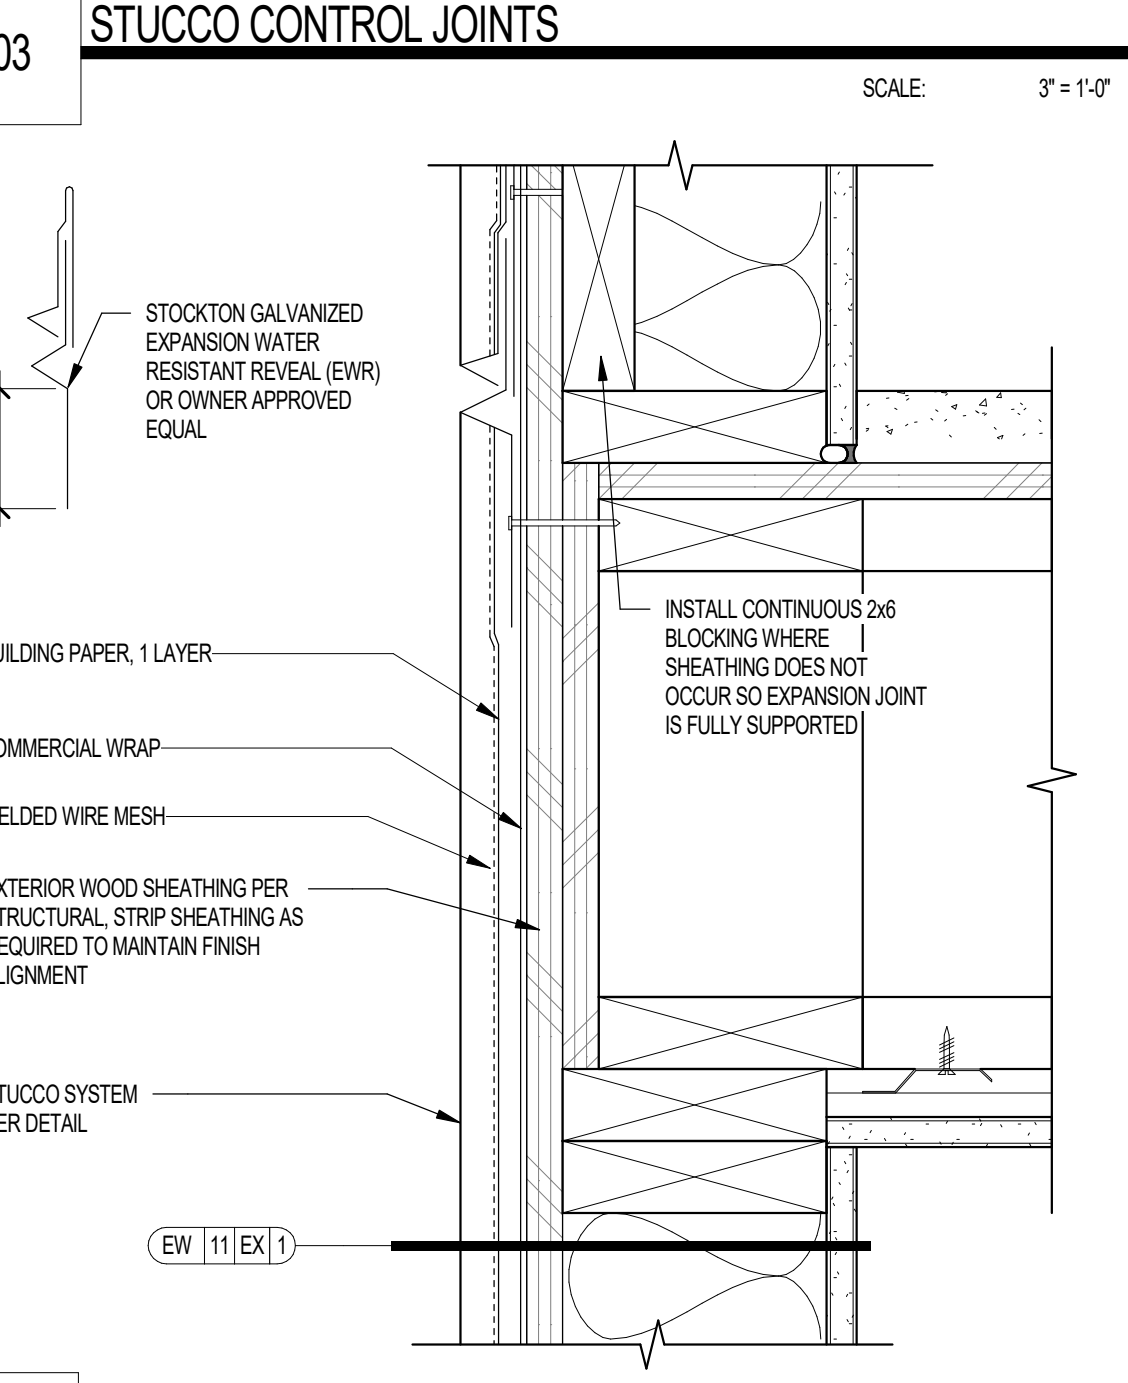 03
STUCCO CONTROL JOINTS
SCALE: 3" = 1'-0"
STOCKTON GALVANIZED
EXPANSION WATER
RESISTANT REVEAL (EWR)
OR OWNER APPROVED
EQUAL
INSTALL CONTINUOUS 2x6
BLOCKING WHERE
SHEATHING DOES NOT
OCCUR SO EXPANSION JOINT
IS FULLY SUPPORTED
UILDING PAPER, 1 LAYER
OMMERCIAL WRAP
ELDED WIRE MESH
XTERIOR WOOD SHEATHING PER
TRUCTURAL, STRIP SHEATHING AS
EQUIRED TO MAINTAIN FINISH
LIGNMENT
TUCCO SYSTEM
ER DETAIL
EW 11 EX 1